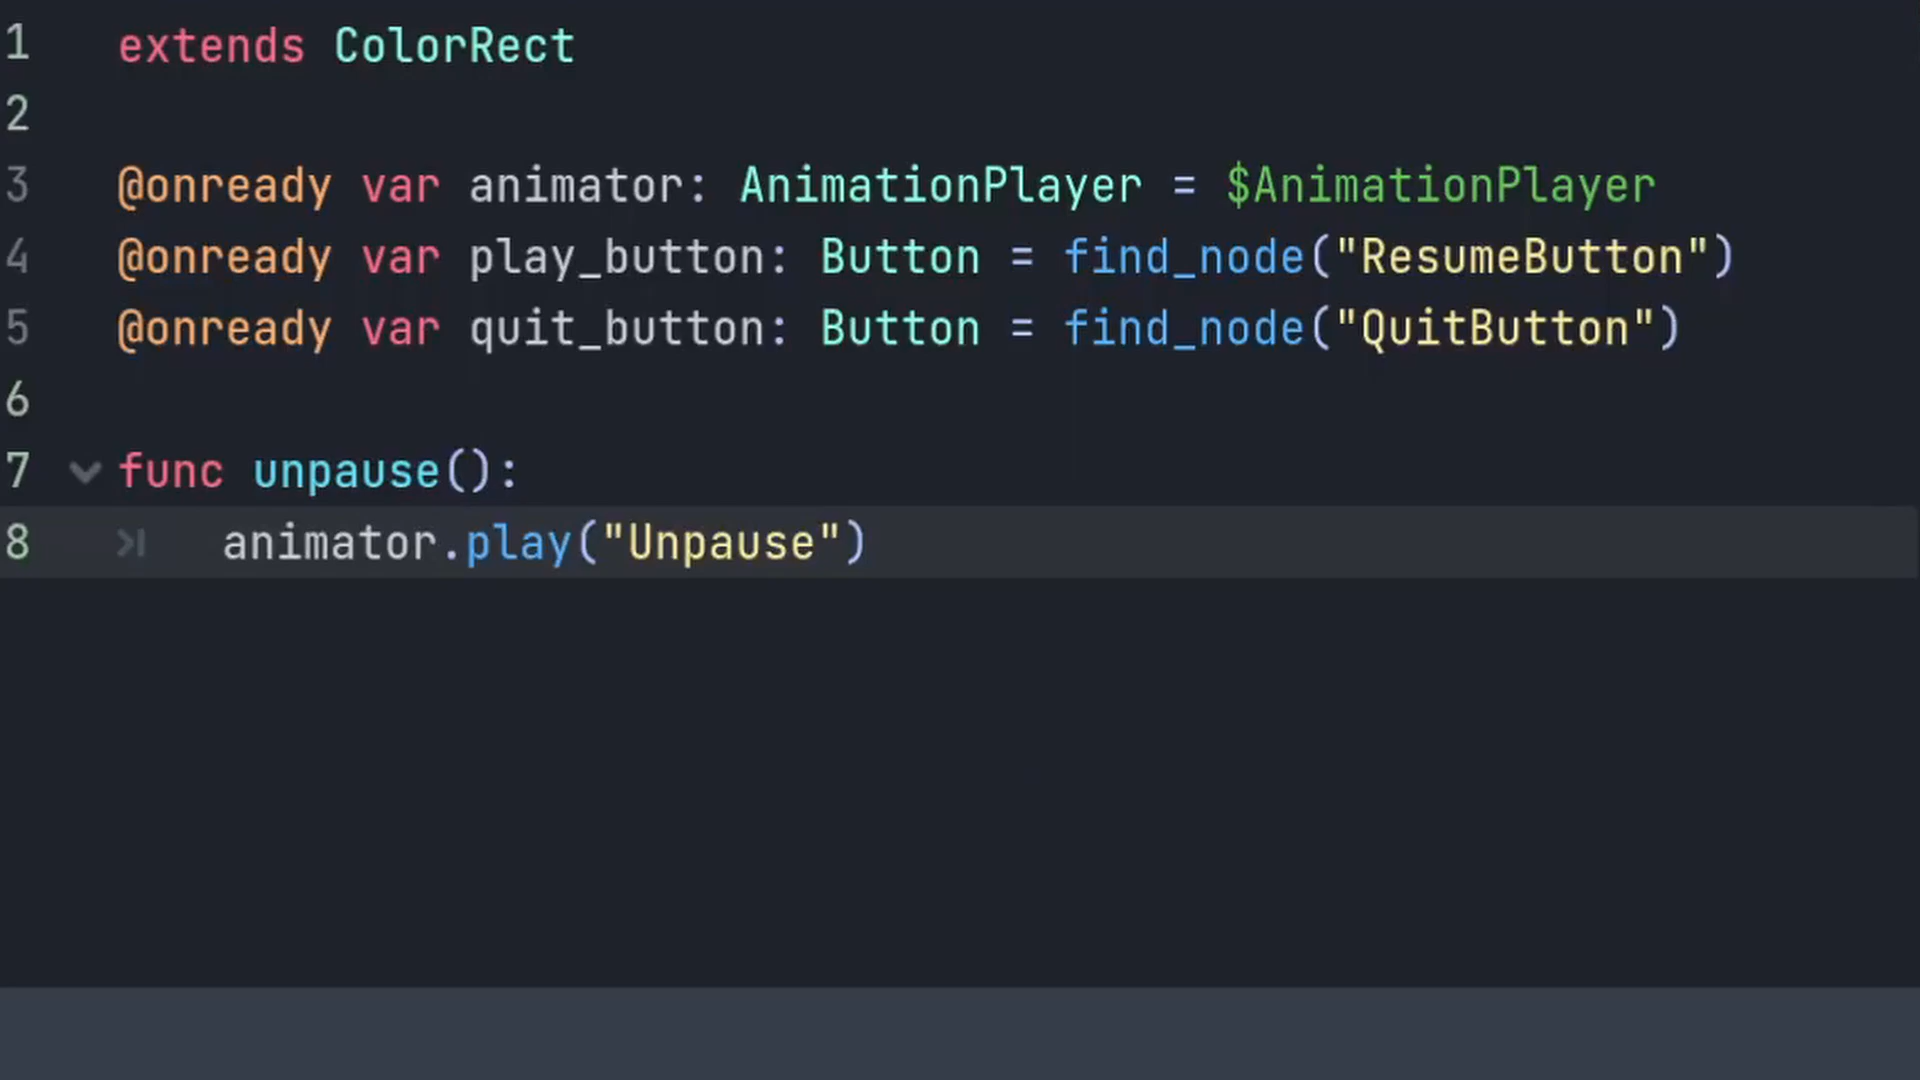 1 extends ColorRect
2
3 @onready var animator: AnimationPlayer = $AnimationPlayer
4 @onready var play_button: Button = find_node("ResumeButton")
5 @onready var quit_button: Button = find_node("QuitButton")
6
7 func unpause():
8 animator.play("Unpause")